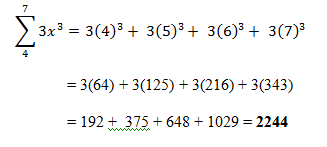 7
∑ 3x³ = 3(4)³ + 3(5)³ + 3(6)³ + 3(7)³
4
= 3(64) + 3(125) + 3(216) + 3(343)
= 192 + 375 + 648 + 1029 = 2244